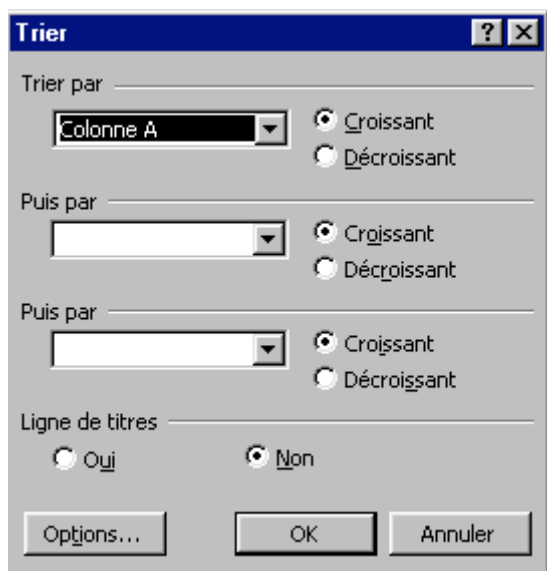 Trier
Trier par
Colonne A
Croissant
Décroissant
Puis par
Croissant
Décroissant
Puis par
Croissant
Décroissant
Ligne de titres
Oui
Non
Options...
OK
Annuler